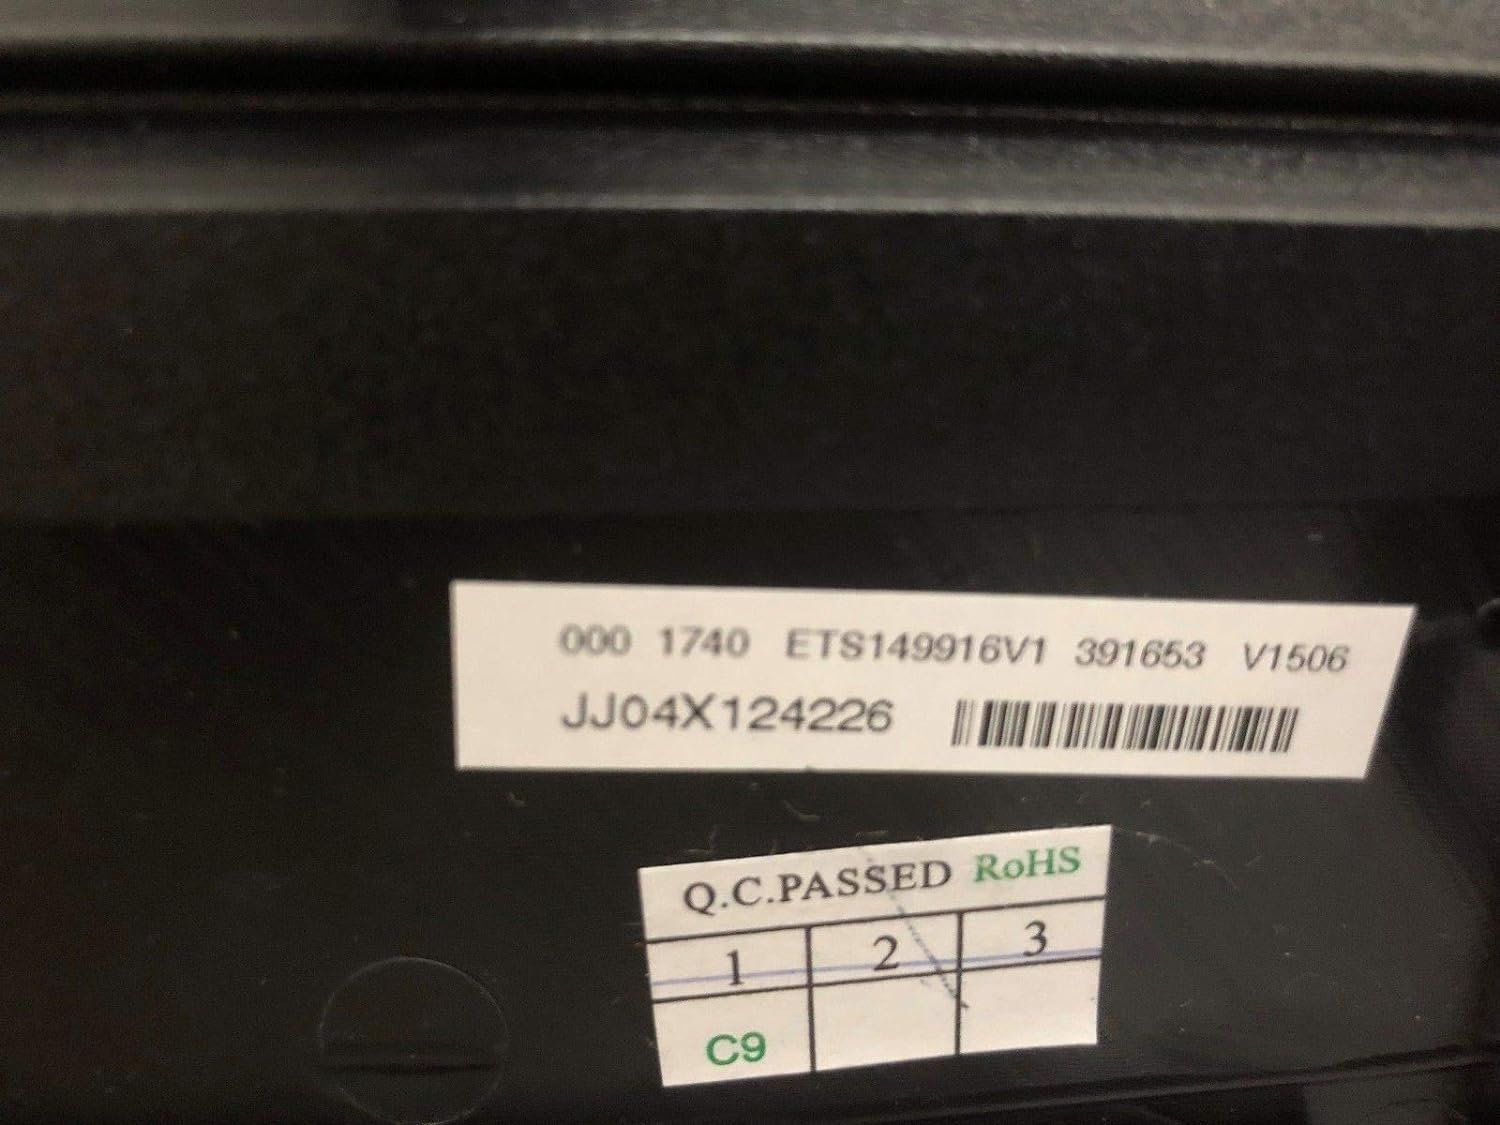 000 1740 ETS149916V1 391653 V1506
JJ04X124226
Q.C.PASSED RoHS
1 2 3
C9